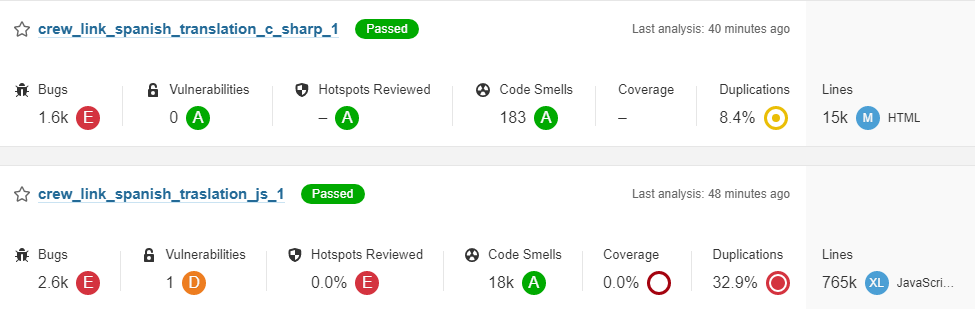 crew_link_spanish_translation_c_sharp_1 Passed Last analysis: 40 minutes ago
Bugs Vulnerabilities Hotspots Reviewed Code Smells Coverage Duplications Lines
1.6k E 0 A – A 183 A – 8.4% 15k M HTML
crew_link_spanish_traslation_js_1 Passed Last analysis: 48 minutes ago
Bugs Vulnerabilities Hotspots Reviewed Code Smells Coverage Duplications Lines
2.6k E 1 D 0.0% E 18k A 0.0% 32.9% 765k XL JavaScri...